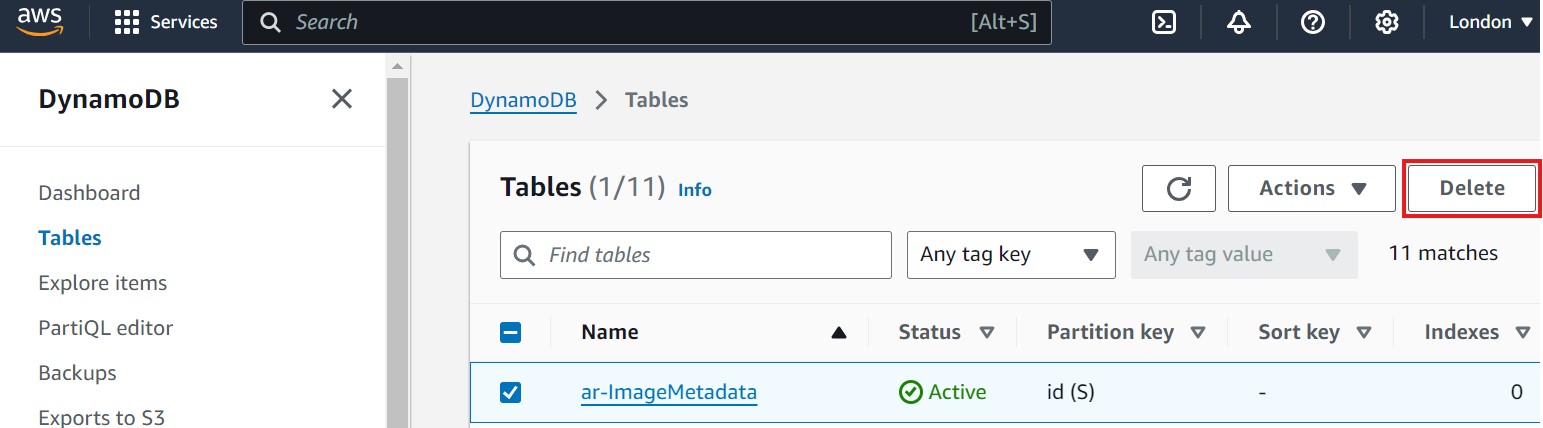 aws Services Search [Alt+S] London
DynamoDB
DynamoDB > Tables
Dashboard
Tables
Explore items
PartiQL editor
Backups
Exports to S3
Tables (1/11) Info Actions Delete
Find tables Any tag key Any tag value 11 matches
Name Status Partition key Sort key Indexes
ar-ImageMetadata Active id (S) - 0